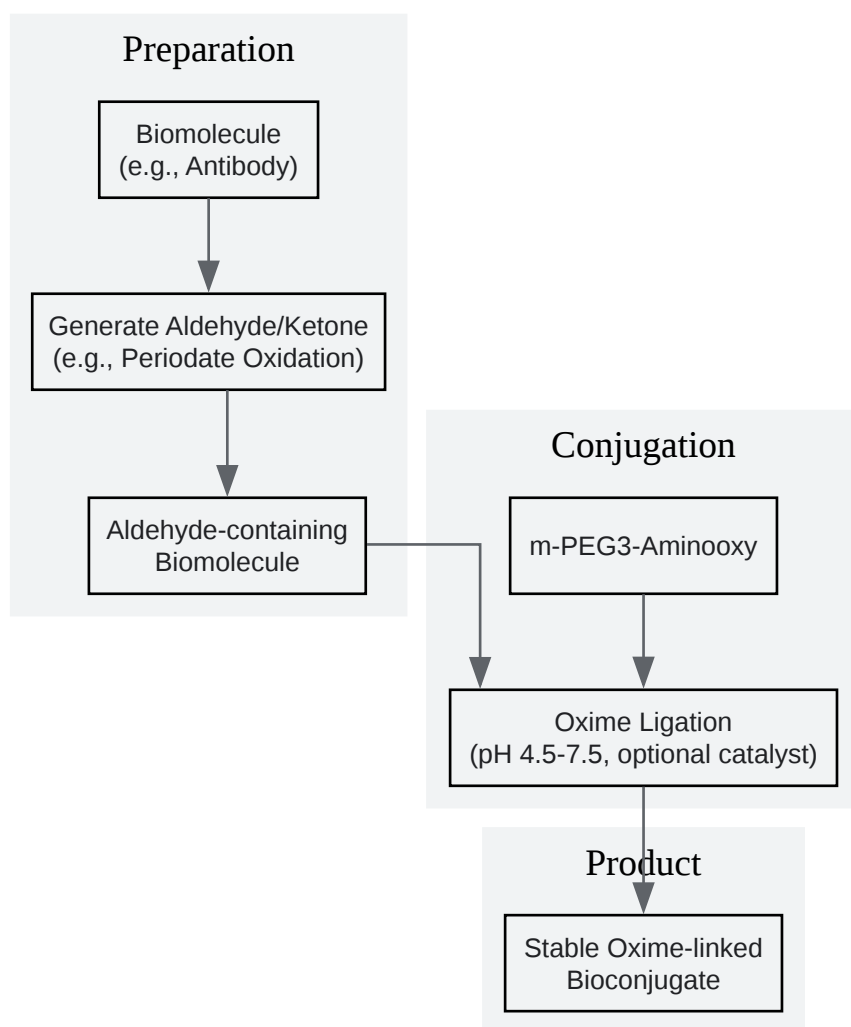 Preparation
Biomolecule
(e.g., Antibody)
Generate Aldehyde/Ketone
(e.g., Periodate Oxidation)
Aldehyde-containing
Biomolecule
Conjugation
m-PEG3-Aminooxy
Oxime Ligation
(pH 4.5-7.5, optional catalyst)
Product
Stable Oxime-linked
Bioconjugate